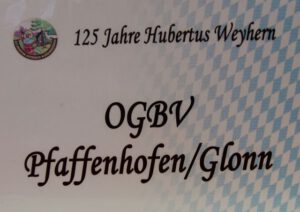 125 Jahre Hubertus Weyhern
OGBV
Pfaffenhofen/Glonn